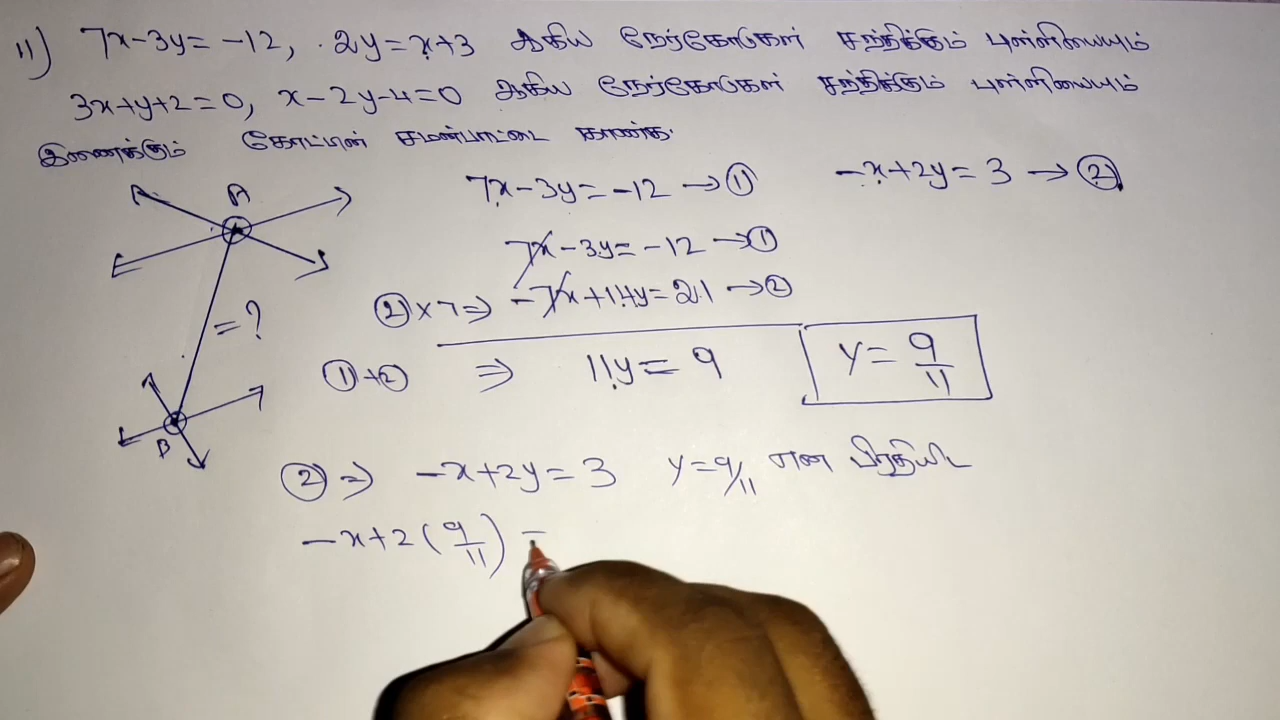 11) 7x-3y= -12, 2y=x+3 ஆகிய நேர்கோடுகள் சந்திக்கும் புள்ளியையும்
3x+y+2=0, x-2y-4=0 ஆகிய நேர்கோடுகள் சந்திக்கும் புள்ளியையும்
இணைக்கும் கோட்டின் சமன்பாட்டை காண்க.
A
7x-3y= -12 → ① -x+2y= 3 → ②
7x-3y= -12 → ①
② x 7 ⇒ -7x+14y= 21 → ②
= ?
①+② ⇒ 11y= 9 y= 9/11
B
② ⇒ -x+2y= 3 y=9/11 என பிரதியிட
-x+2(9/11) =